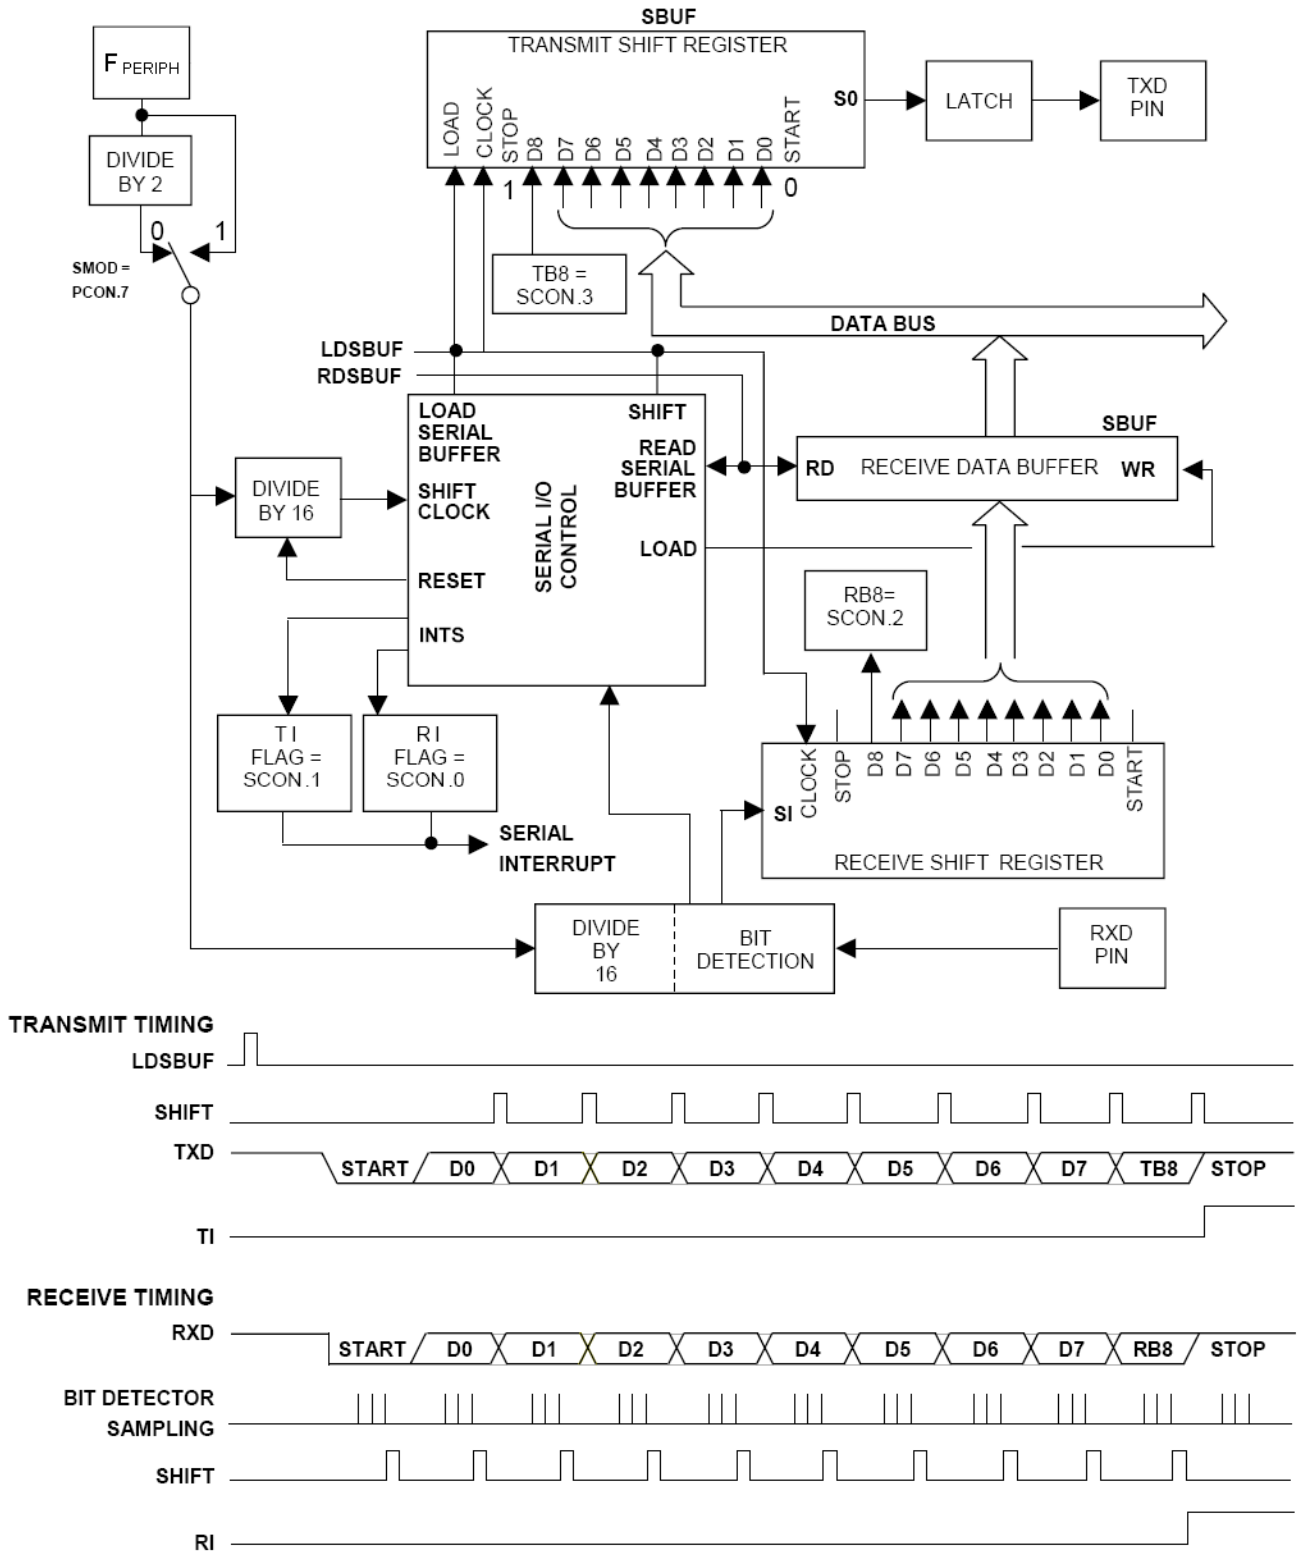 SBUF
TRANSMIT SHIFT REGISTER
F PERIPH
LOAD
CLOCK
STOP
D8
D7
D6
D5
D4
D3
D2
D1
D0
START
S0
LATCH
TXD
PIN
DIVIDE
BY 2
1
0
0
1
SMOD =
PCON.7
TB8 =
SCON.3
DATA BUS
LDSBUF
RDSBUF
LOAD
SERIAL
BUFFER
SHIFT
READ
SERIAL
BUFFER
SBUF
RD
RECEIVE DATA BUFFER
WR
DIVIDE
BY 16
SHIFT
CLOCK
SERIAL I/O
CONTROL
LOAD
RESET
INTS
RB8=
SCON.2
TI
FLAG =
SCON.1
RI
FLAG =
SCON.0
CLOCK
STOP
D8
D7
D6
D5
D4
D3
D2
D1
D0
START
SI
RECEIVE SHIFT REGISTER
SERIAL
INTERRUPT
DIVIDE
BY
16
BIT
DETECTION
RXD
PIN
TRANSMIT TIMING
LDSBUF
SHIFT
TXD START D0 D1 D2 D3 D4 D5 D6 D7 TB8 STOP
TI
RECEIVE TIMING
RXD START D0 D1 D2 D3 D4 D5 D6 D7 RB8 STOP
BIT DETECTOR
SAMPLING
SHIFT
RI